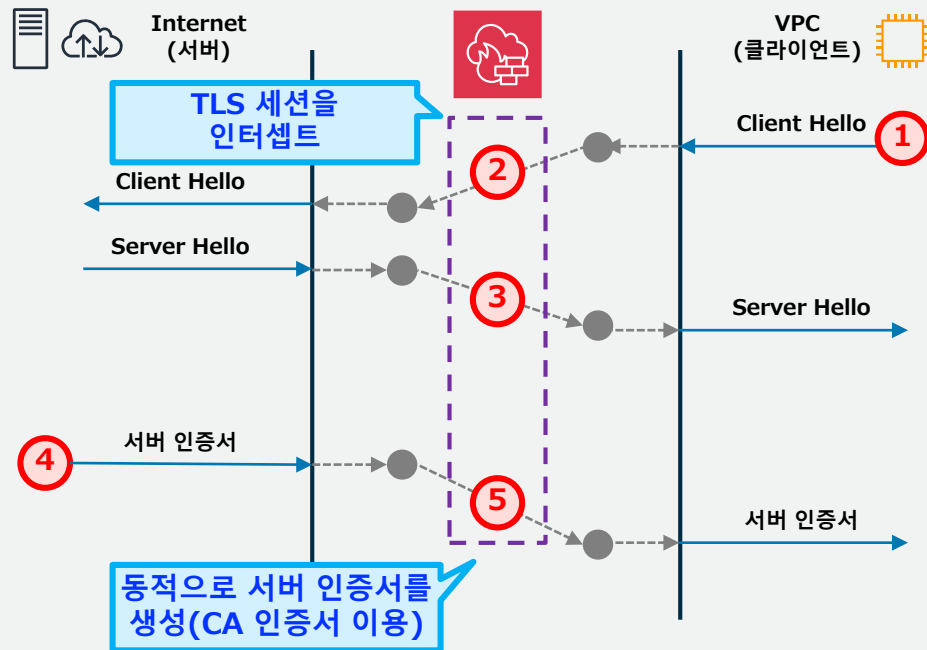 Internet
(서버)
VPC
(클라이언트)
TLS 세션을
인터셉트
Client Hello
1
2
Client Hello
Server Hello
3
Server Hello
서버 인증서
4
5
서버 인증서
동적으로 서버 인증서를
생성(CA 인증서 이용)